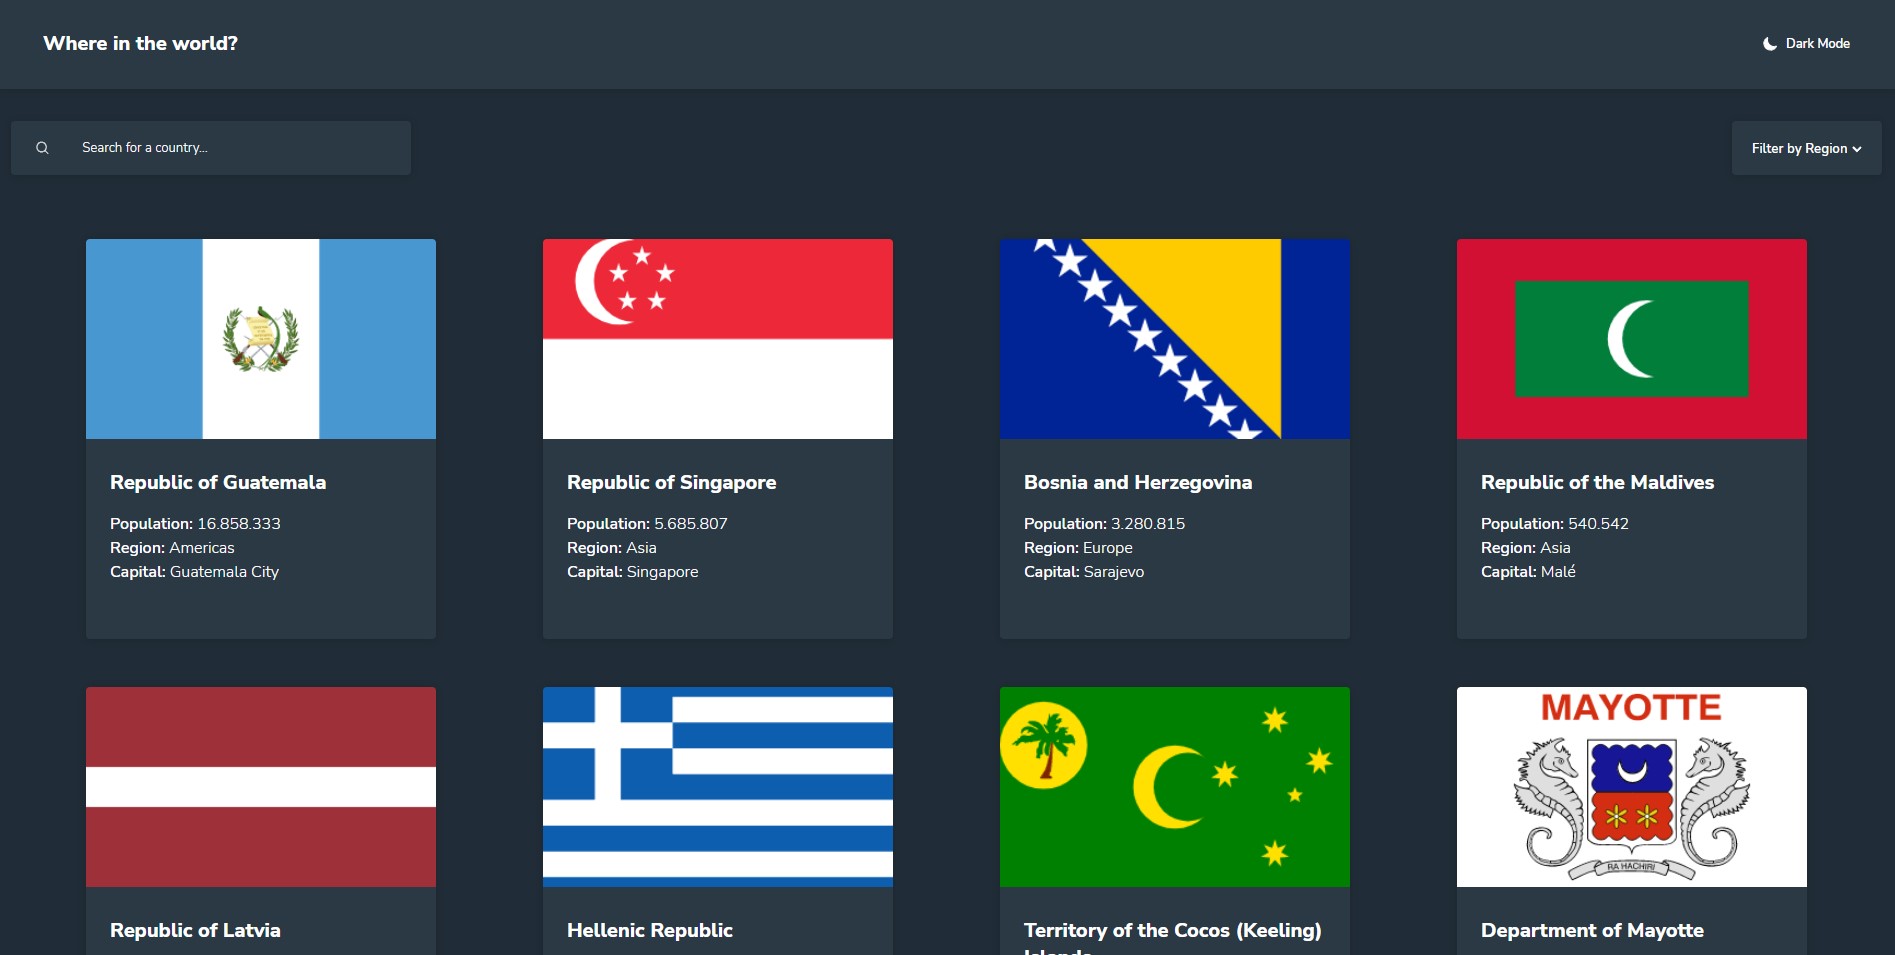 Where in the world?
Dark Mode
Search for a country...
Filter by Region
Republic of Guatemala
Population: 16.858.333
Region: Americas
Capital: Guatemala City
Republic of Singapore
Population: 5.685.807
Region: Asia
Capital: Singapore
Bosnia and Herzegovina
Population: 3.280.815
Region: Europe
Capital: Sarajevo
Republic of the Maldives
Population: 540.542
Region: Asia
Capital: Malé
MAYOTTE
RA HACHIRI
Republic of Latvia
Hellenic Republic
Territory of the Cocos (Keeling)
Islands
Department of Mayotte